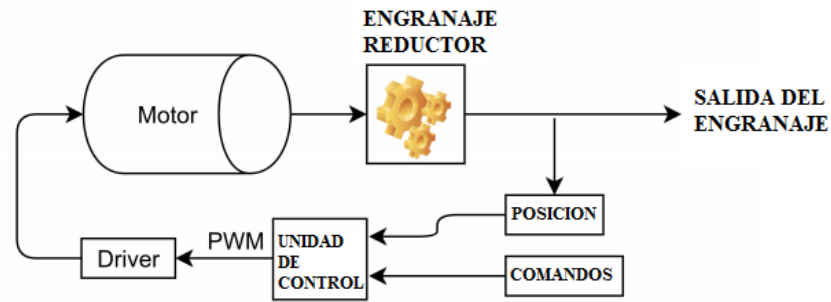 ENGRANAJE
REDUCTOR
Motor
SALIDA DEL
ENGRANAJE
POSICION
PWM
UNIDAD
DE
CONTROL
Driver
COMANDOS